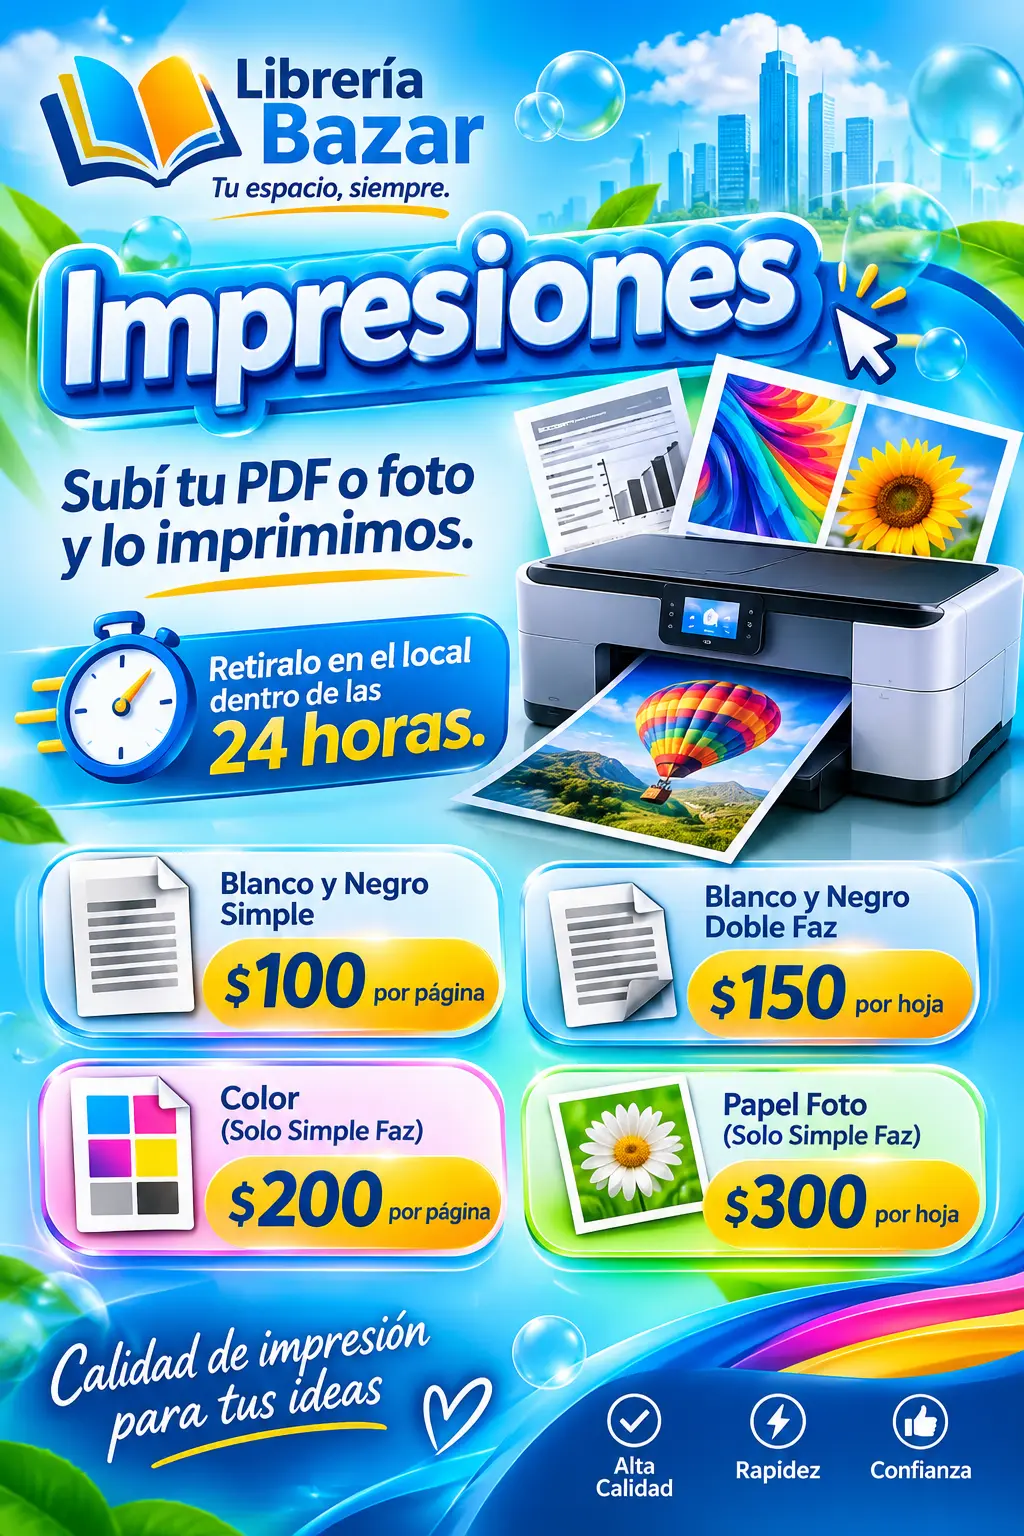 Librería
Bazar
Tu espacio, siempre.
Impresiones
Subí tu PDF o foto
y lo imprimimos.
Retiralo en el local
dentro de las
24 horas.
Blanco y Negro
Simple
$100 por página
Blanco y Negro
Doble Faz
$150 por hoja
Color
(Solo Simple Faz)
$200 por página
Papel Foto
(Solo Simple Faz)
$300 por hoja
Calidad de impresión
para tus ideas
Alta
Calidad
Rapidez
Confianza